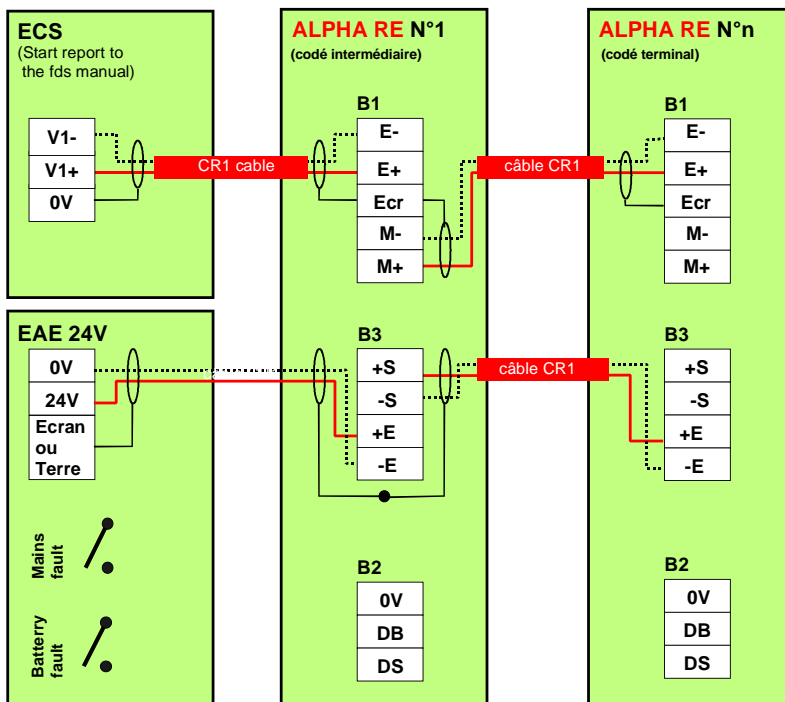 ECS
(Start report to
the fds manual)
V1-
V1+
0V
CR1 cable
ALPHA RE N°1
(codé intermédiaire)
B1
E-
E+
Ecr
M-
M+
câble CR1
ALPHA RE N°n
(codé terminal)
B1
E-
E+
Ecr
M-
M+
EAE 24V
0V
24V
Ecran
ou
Terre
Mains
fault
Batterry
fault
B3
+S
-S
+E
-E
câble CR1
B3
+S
-S
+E
-E
B2
0V
DB
DS
B2
0V
DB
DS